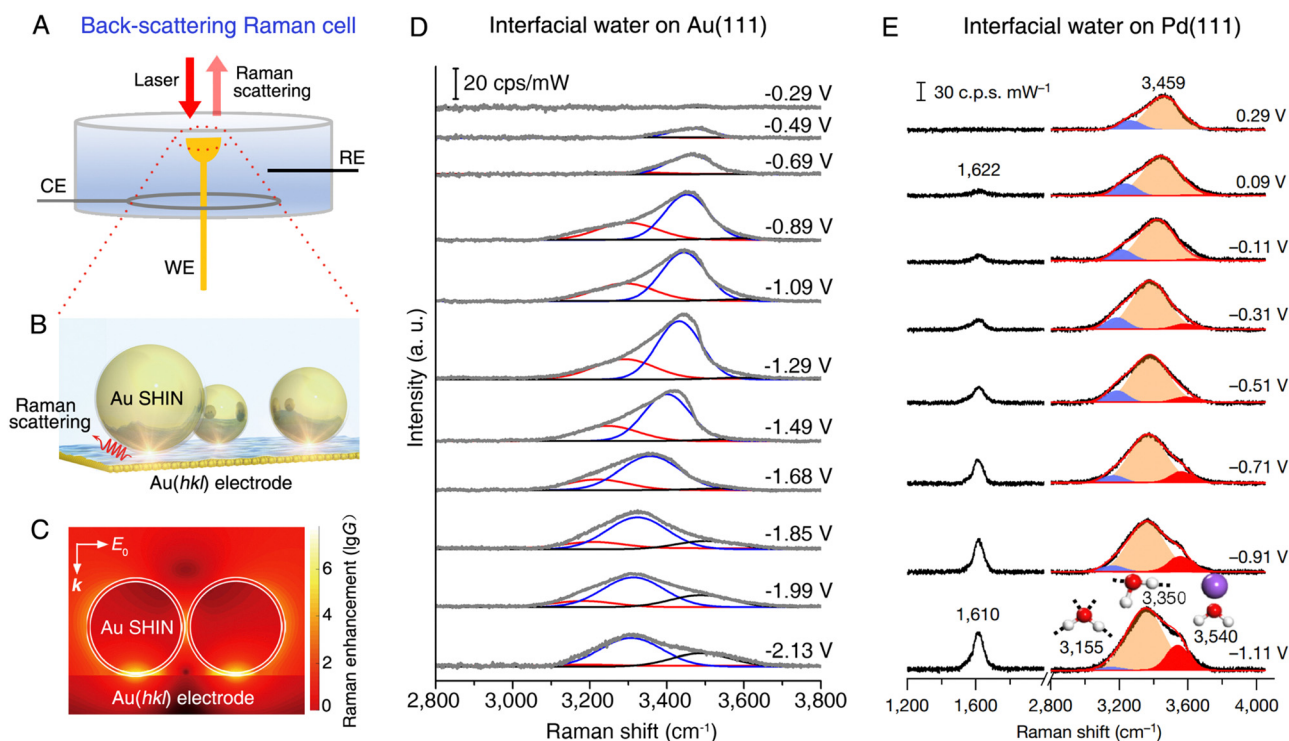 A
Back-scattering Raman cell
Laser
Raman
scattering
RE
CE
WE
B
Au SHIN
Raman
scattering
Au(hkl) electrode
C
E₀
k
Au SHIN
Au(hkl) electrode
6
4
2
0
Raman enhancement (lgG)
D
Interfacial water on Au(111)
20 cps/mW
-0.29 V
-0.49 V
-0.69 V
-0.89 V
-1.09 V
-1.29 V
-1.49 V
-1.68 V
-1.85 V
-1.99 V
-2.13 V
Intensity (a. u.)
2,800 3,000 3,200 3,400 3,600 3,800
Raman shift (cm⁻¹)
E
Interfacial water on Pd(111)
30 c.p.s. mW⁻¹
3,459
0.29 V
1,622
0.09 V
–0.11 V
–0.31 V
–0.51 V
–0.71 V
–0.91 V
3,350
1,610
3,155
3,540
–1.11 V
1,200 1,600 2,800 3,600 4,000
Raman shift (cm⁻¹)